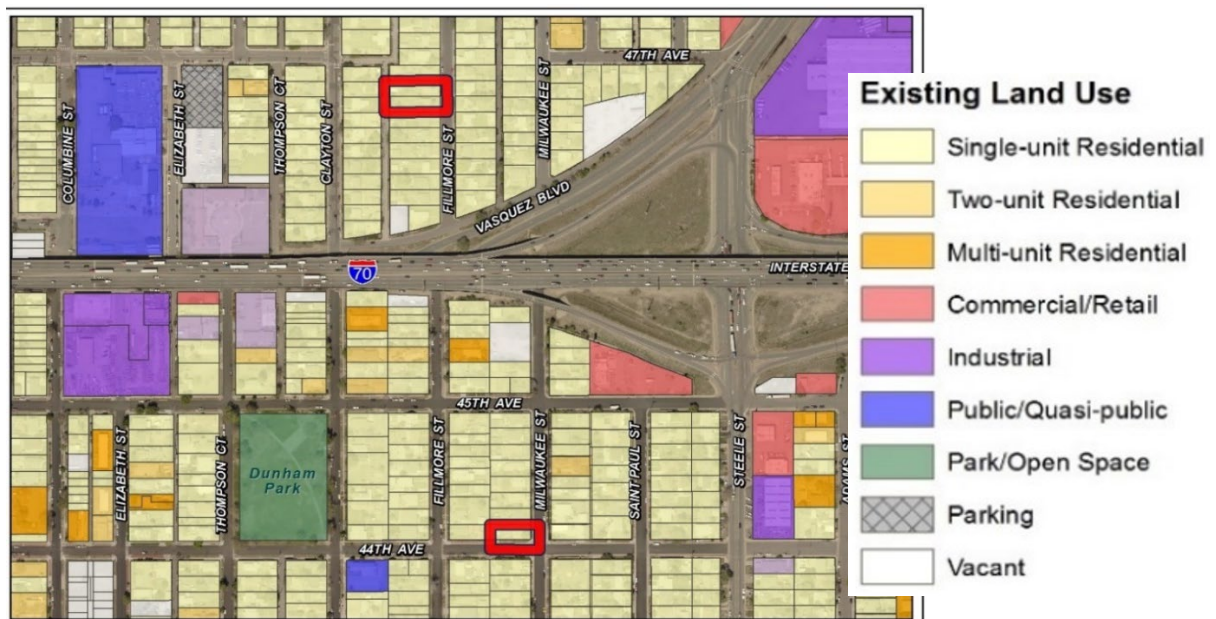 47TH AVE
COLUMBINE ST
ELIZABETH ST
THOMPSON CT
CLAYTON ST
FILLMORE ST
MILWAUKEE ST
VASQUEZ BLVD
70
INTERSTATE
45TH AVE
ELIZABETH ST
THOMPSON CT
Dunham
Park
FILLMORE ST
MILWAUKEE ST
SAINT PAUL ST
STEELE ST
ADAMS ST
44TH AVE
Existing Land Use
Single-unit Residential
Two-unit Residential
Multi-unit Residential
Commercial/Retail
Industrial
Public/Quasi-public
Park/Open Space
Parking
Vacant